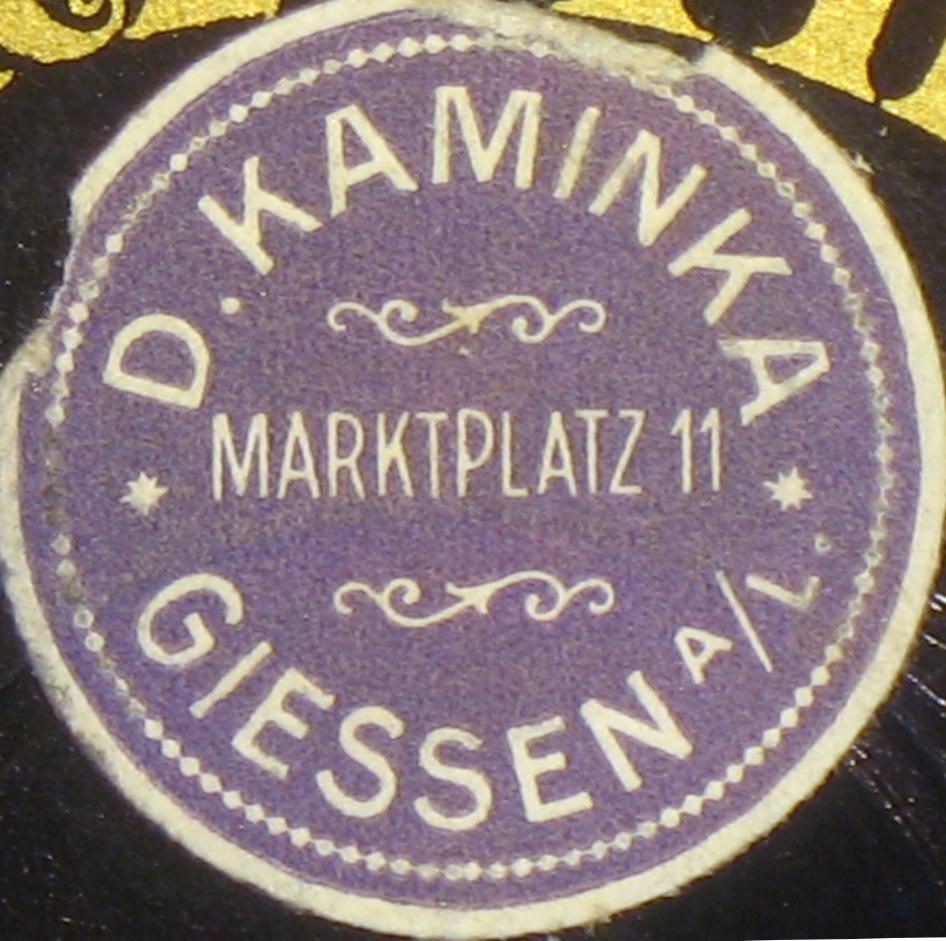 D. KAMINKA
MARKTPLATZ 11
GIESSEN A/L.